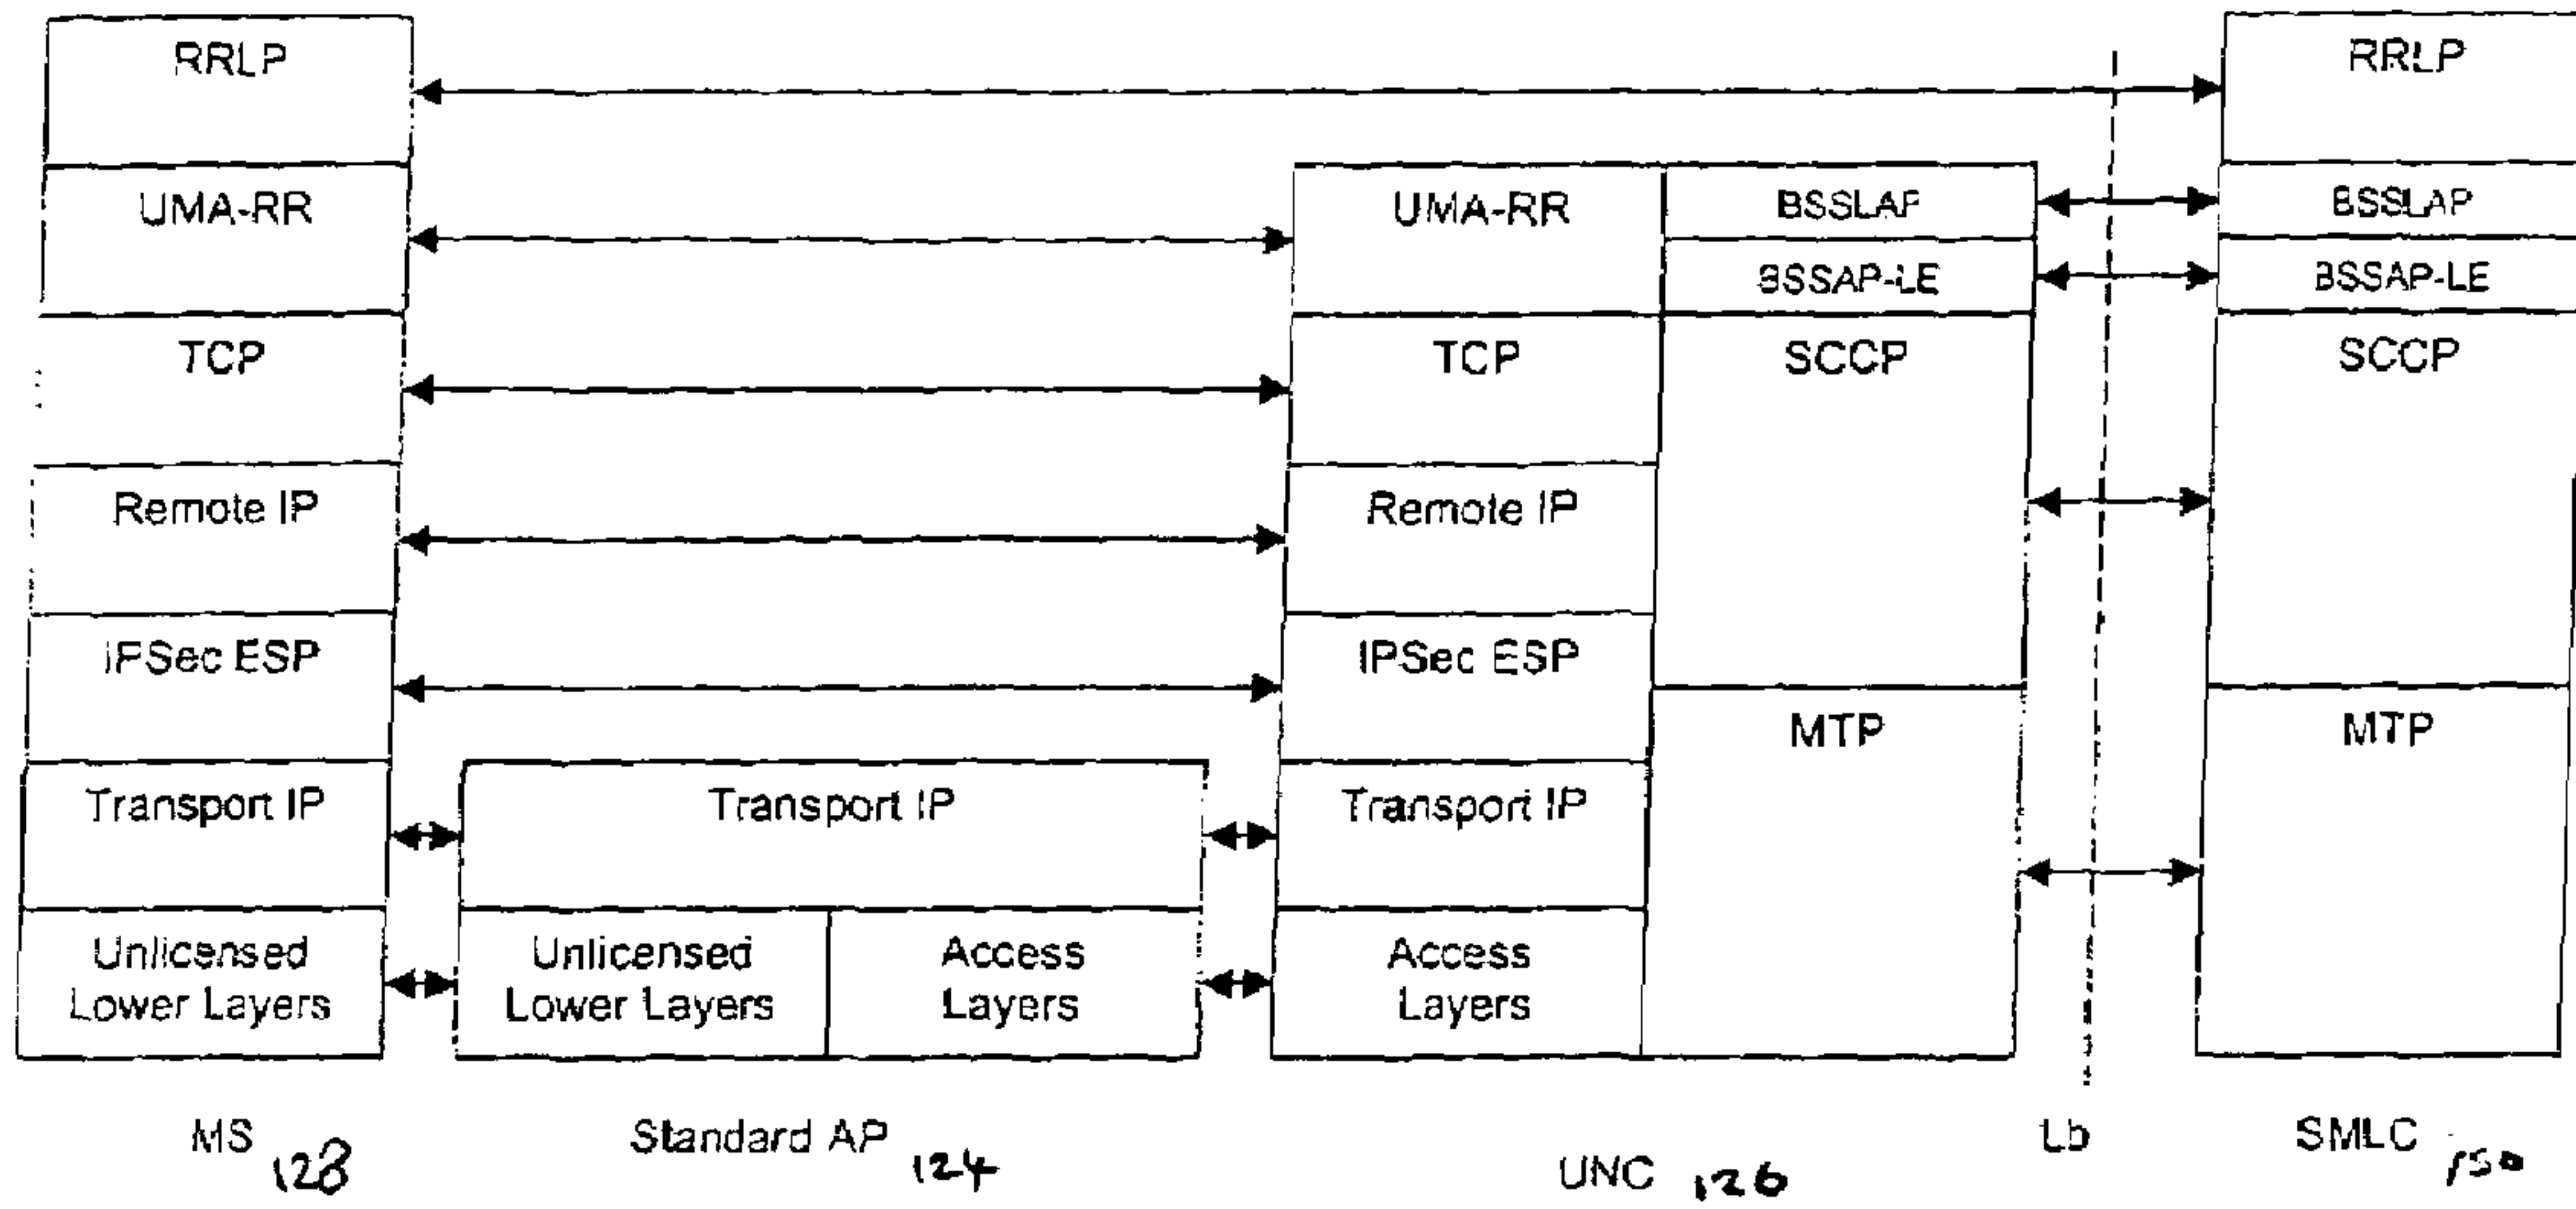 RRLP
RRLP
UMA-RR
UMA-RR
BSSLAP
BSSLAP
BSSAP-LE
BSSAP-LE
TCP
TCP
SCCP
SCCP
Remote IP
Remote IP
IPSec ESP
IPSec ESP
MTP
MTP
Transport IP
Transport IP
Transport IP
Unlicensed
Lower Layers
Unlicensed
Lower Layers
Access
Layers
Access
Layers
MS 128
Standard AP 124
UNC 126
Lb
SMLC 150